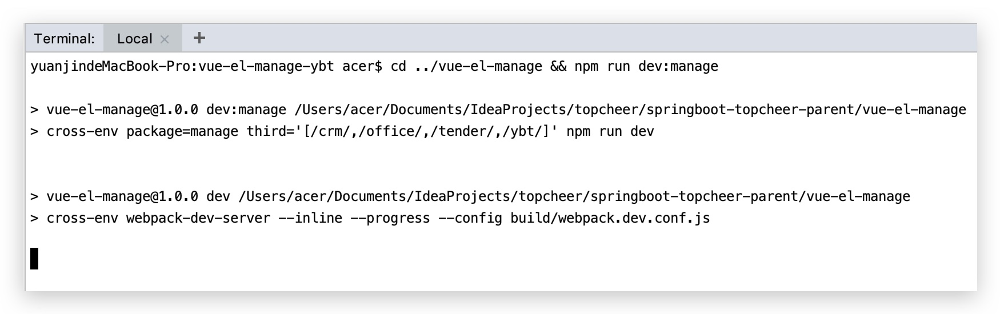 Terminal: Local × +
yuanjindeMacBook-Pro:vue-el-manage-ybt acer$ cd ../vue-el-manage && npm run dev:manage
> vue-el-manage@1.0.0 dev:manage /Users/acer/Documents/IdeaProjects/topcheer/springboot-topcheer-parent/vue-el-manage
> cross-env package=manage third='[/crm/,/office/,/tender/,/ybt/]' npm run dev
> vue-el-manage@1.0.0 dev /Users/acer/Documents/IdeaProjects/topcheer/springboot-topcheer-parent/vue-el-manage
> cross-env webpack-dev-server --inline --progress --config build/webpack.dev.conf.js